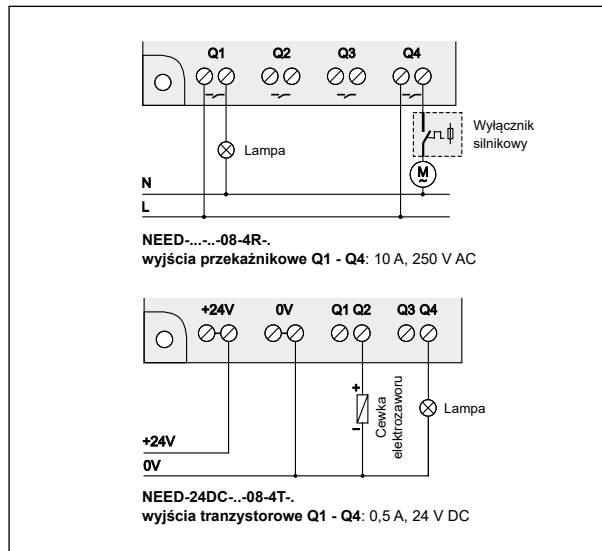 Q1 Q2 Q3 Q4
Wyłącznik
silnikowy
Lampa
M
~
N
L
NEED-...-..-08-4R-.
wyjścia przekaźnikowe Q1 - Q4: 10 A, 250 V AC
+24V 0V Q1 Q2 Q3 Q4
+
–
Cewka
elektrozaworu
Lampa
+24V
0V
NEED-24DC-..-08-4T-.
wyjścia tranzystorowe Q1 - Q4: 0,5 A, 24 V DC